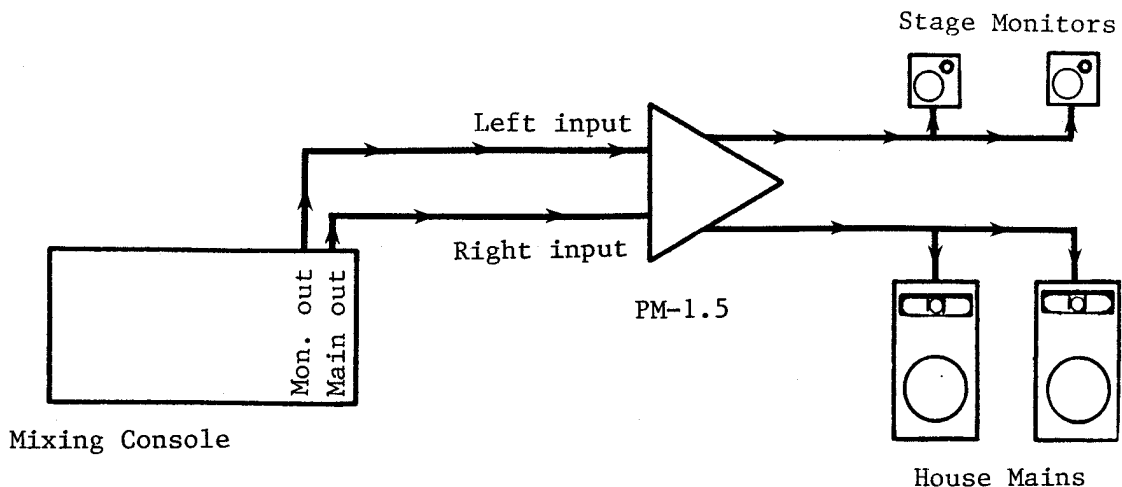 Stage Monitors
Left input
Right input
PM-1.5
Mon. out
Main out
Mixing Console
House Mains